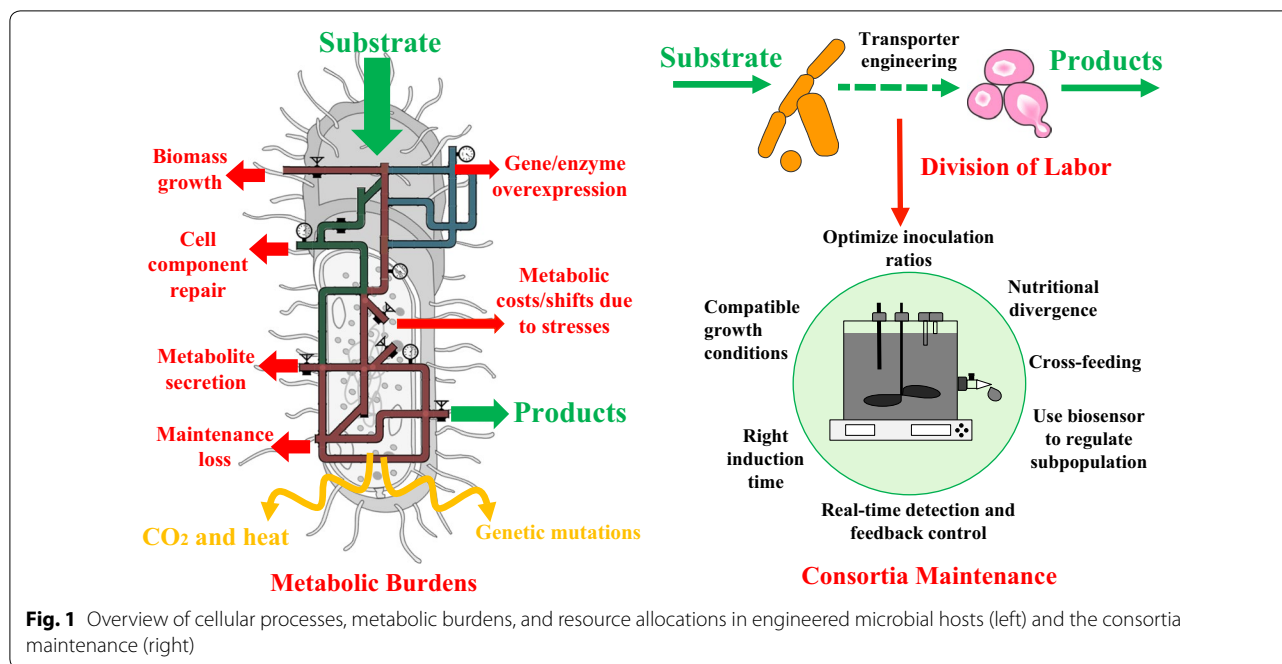 Substrate
Biomass
growth
Gene/enzyme
overexpression
Cell
component
repair
Metabolic
costs/shifts due
to stresses
Metabolite
secretion
Products
Maintenance
loss
CO2 and heat
Genetic mutations
Metabolic Burdens
Substrate
Transporter
engineering
Products
Division of Labor
Optimize inoculation
ratios
Compatible
growth
conditions
Nutritional
divergence
Cross-feeding
Right
induction
time
Use biosensor
to regulate
subpopulation
Real-time detection and
feedback control
Consortia Maintenance
Fig. 1 Overview of cellular processes, metabolic burdens, and resource allocations in engineered microbial hosts (left) and the consortia
maintenance (right)